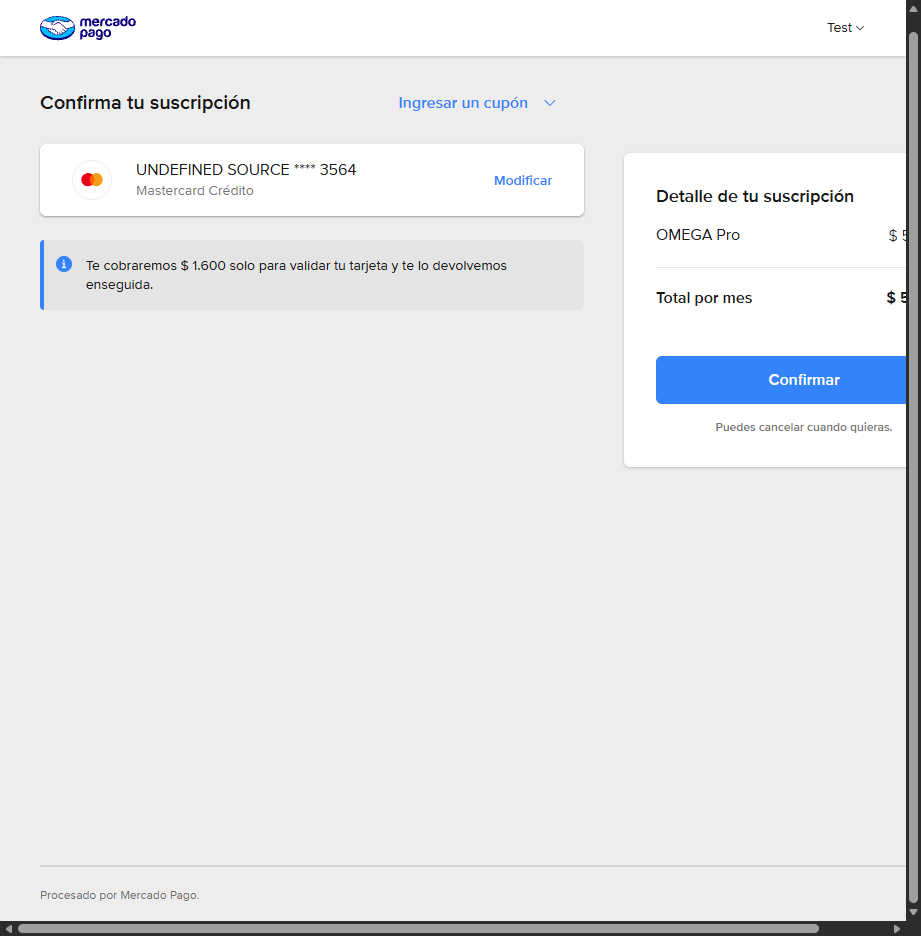 mercado
pago
Test
Confirma tu suscripción
Ingresar un cupón
UNDEFINED SOURCE **** 3564
Mastercard Crédito
Modificar
Te cobraremos $ 1.600 solo para validar tu tarjeta y te lo devolvemos
enseguida.
Detalle de tu suscripción
OMEGA Pro
$ 5
Total por mes
$ 5
Confirmar
Puedes cancelar cuando quieras.
Procesado por Mercado Pago.